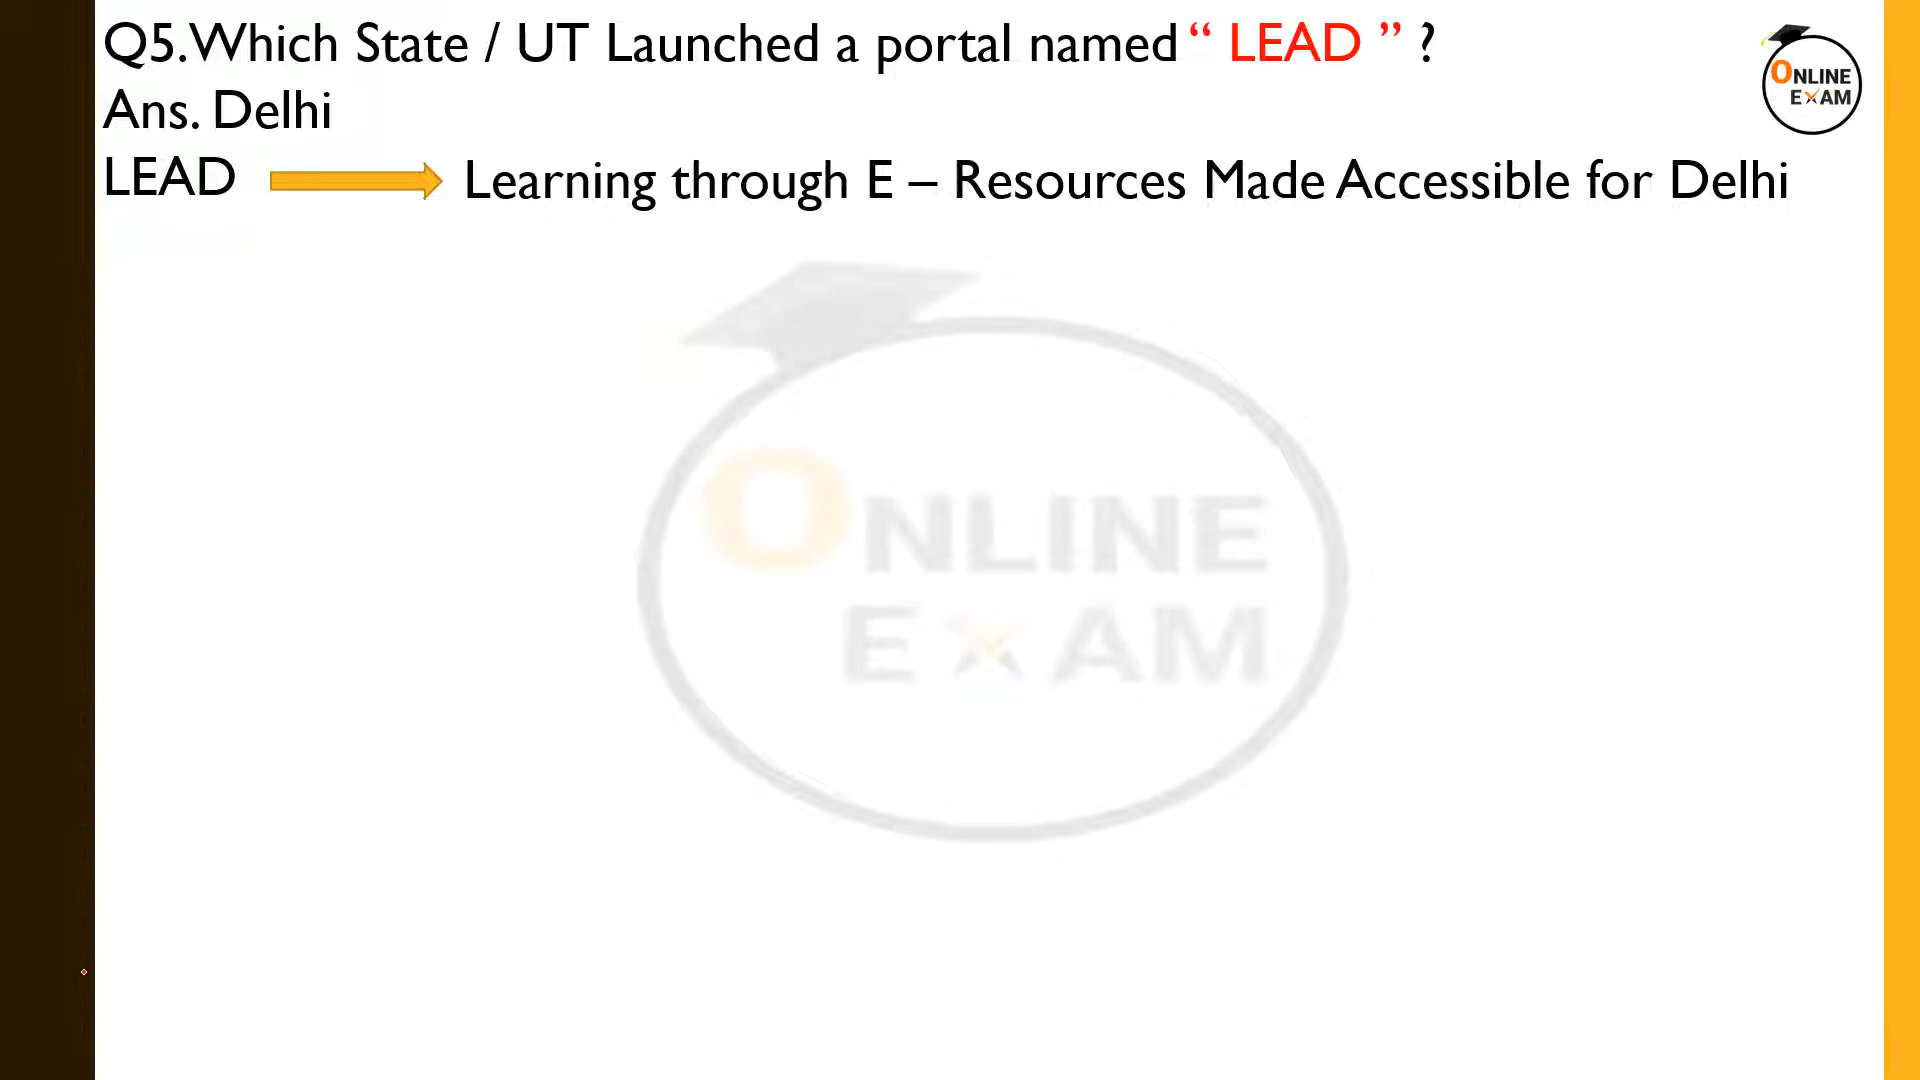 Q5. Which State / UT Launched a portal named “ LEAD ” ?
Ans. Delhi
LEAD Learning through E – Resources Made Accessible for Delhi
ONLINE
EXAM
ONLINE
EXAM